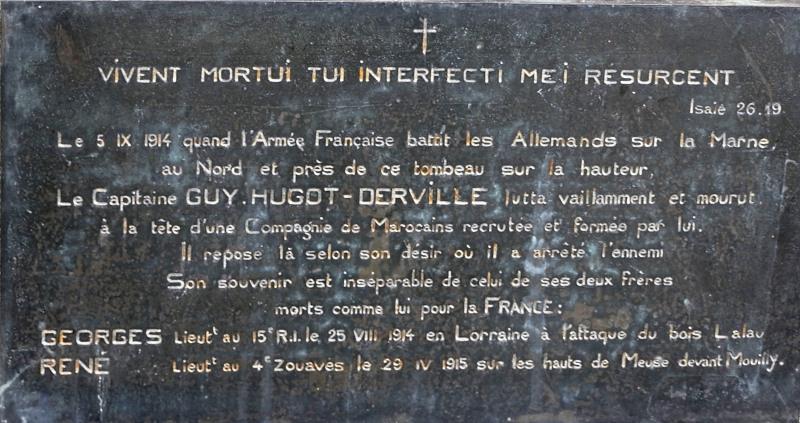 VIVENT MORTUI TUI INTERFECTI MEI RESURGENT
Isaïe 26.19
Le 5 IX 1914 quand l'Armée Française battit les Allemands sur la Marne,
au Nord et près de ce tombeau sur la hauteur,
Le Capitaine GUY.HUGOT-DERVILLE lutta vaillamment et mourut.
à la tête d'une Compagnie de Marocains recrutée et formée par lui.
Il repose là selon son désir où il a arrêté l'ennemi
Son souvenir est inséparable de celui de ses deux frères
morts comme lui pour la FRANCE:
GEORGES Lieutt au 15e R.I. le 25 VIII 1914 en Lorraine à l'attaque du bois Lalau
RENÉ Lieutt au 4e Zouaves le 29 IV 1915 sur les hauts de Meuse devant Mouilly.